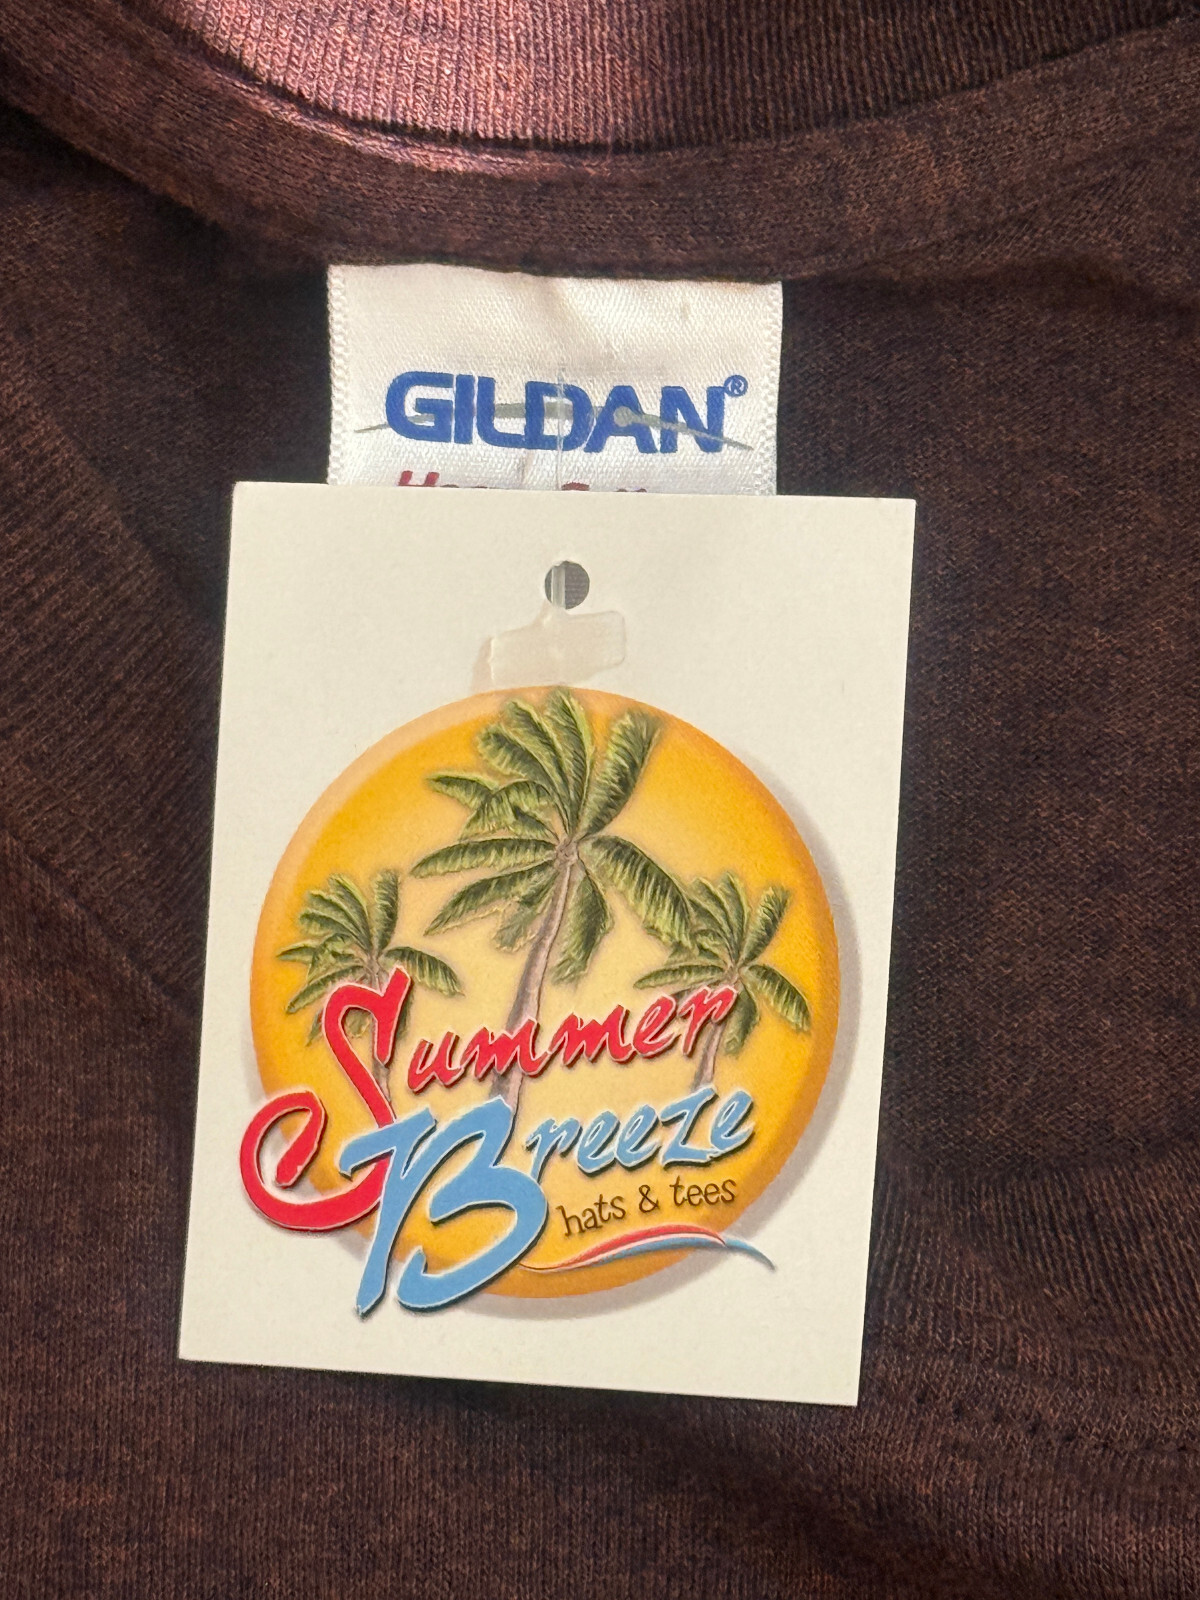 GILDAN®
Summer
Breeze
hats & tees